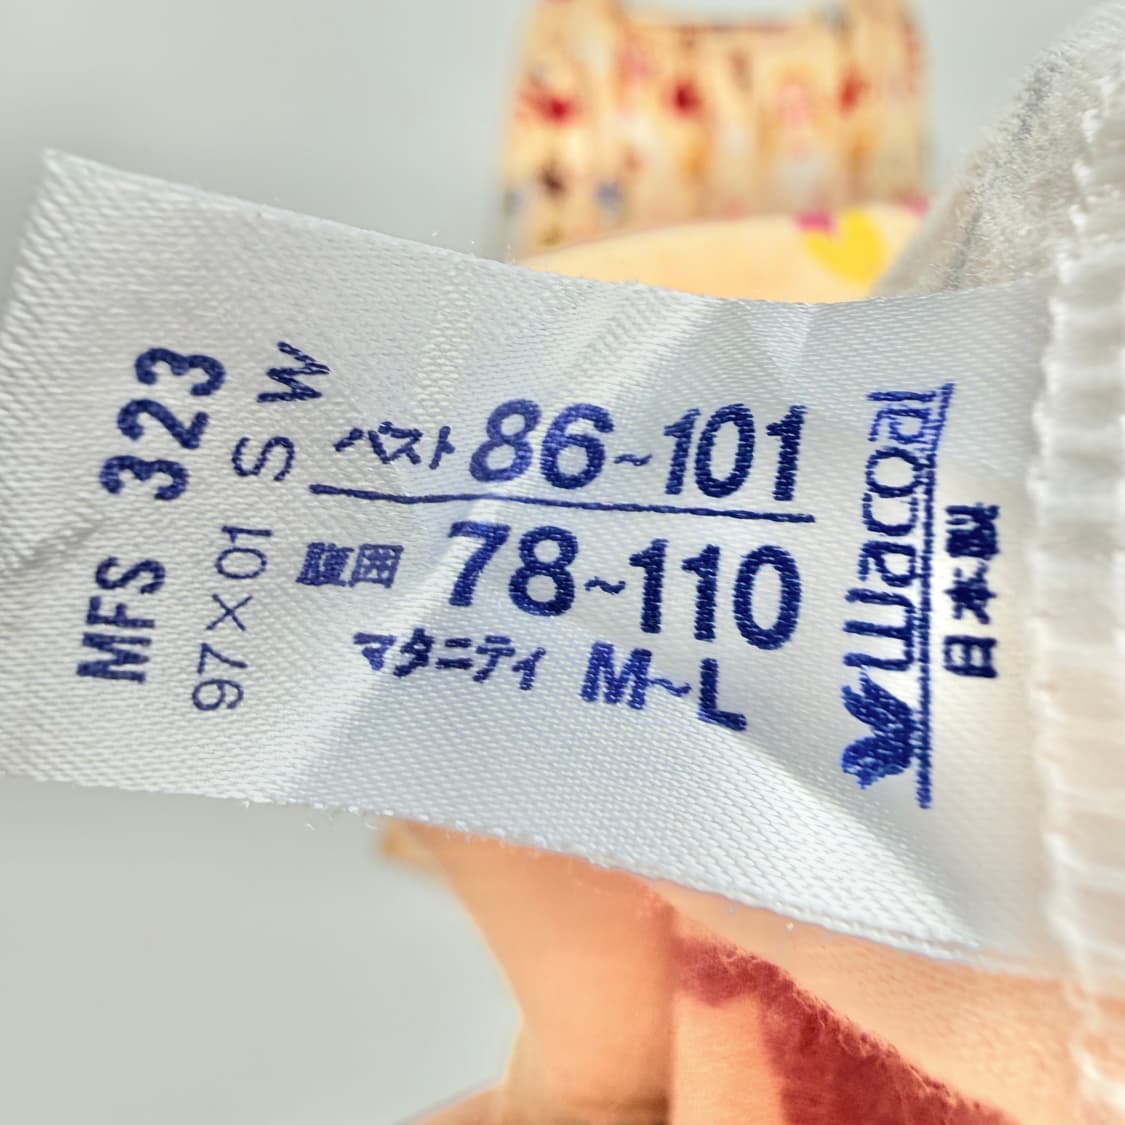 MFS 323
97×01 SW
バスト 86~101
腹囲 78~110
マタニティ M~L
Wacoal
日本製